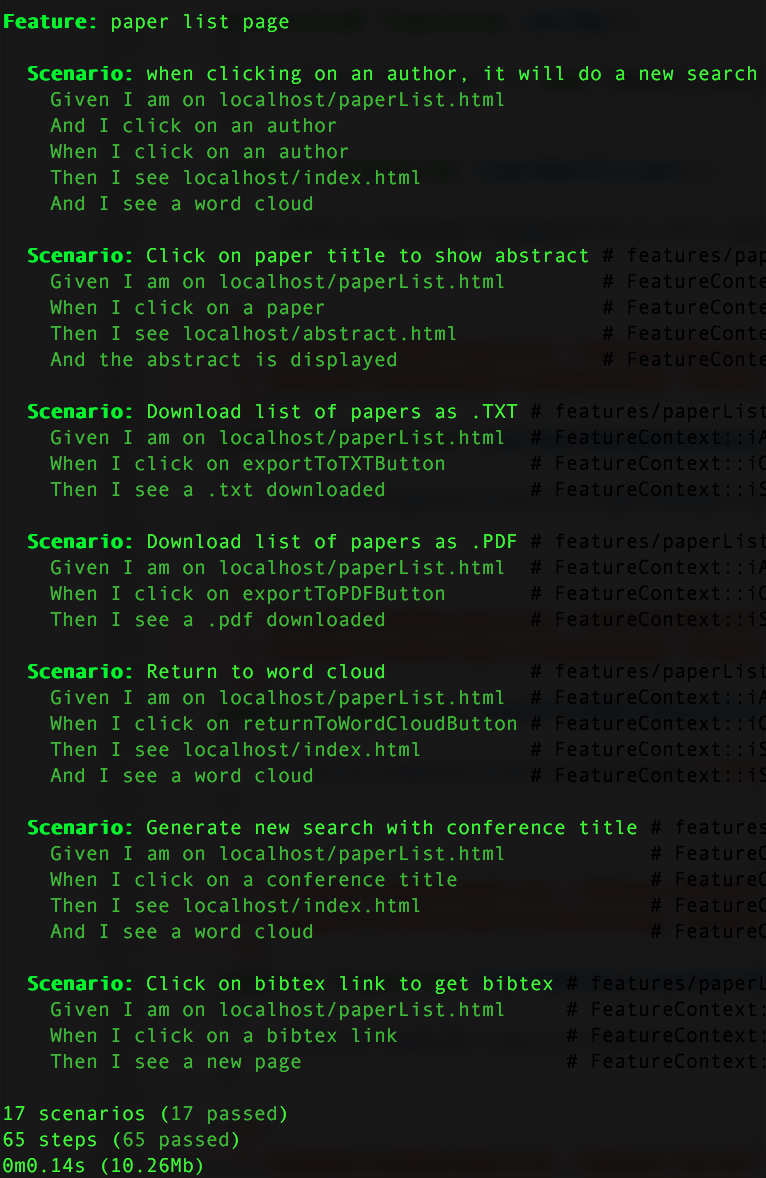 Feature: paper list page
Scenario: when clicking on an author, it will do a new search
Given I am on localhost/paperList.html
And I click on an author
When I click on an author
Then I see localhost/index.html
And I see a word cloud
Scenario: Click on paper title to show abstract # features/pap
Given I am on localhost/paperList.html # FeatureConte
When I click on a paper # FeatureConte
Then I see localhost/abstract.html # FeatureConte
And the abstract is displayed # FeatureConte
Scenario: Download list of papers as .TXT # features/paperList
Given I am on localhost/paperList.html # FeatureContext::iA
When I click on exportToTXTButton # FeatureContext::iC
Then I see a .txt downloaded # FeatureContext::iS
Scenario: Download list of papers as .PDF # features/paperList
Given I am on localhost/paperList.html # FeatureContext::iA
When I click on exportToPDFButton # FeatureContext::iC
Then I see a .pdf downloaded # FeatureContext::iS
Scenario: Return to word cloud # features/paperList
Given I am on localhost/paperList.html # FeatureContext::iA
When I click on returnToWordCloudButton # FeatureContext::iC
Then I see localhost/index.html # FeatureContext::iS
And I see a word cloud # FeatureContext::iS
Scenario: Generate new search with conference title # features
Given I am on localhost/paperList.html # FeatureC
When I click on a conference title # FeatureC
Then I see localhost/index.html # FeatureC
And I see a word cloud # FeatureC
Scenario: Click on bibtex link to get bibtex # features/paperL
Given I am on localhost/paperList.html # FeatureContext:
When I click on a bibtex link # FeatureContext:
Then I see a new page # FeatureContext:
17 scenarios (17 passed)
65 steps (65 passed)
0m0.14s (10.26Mb)